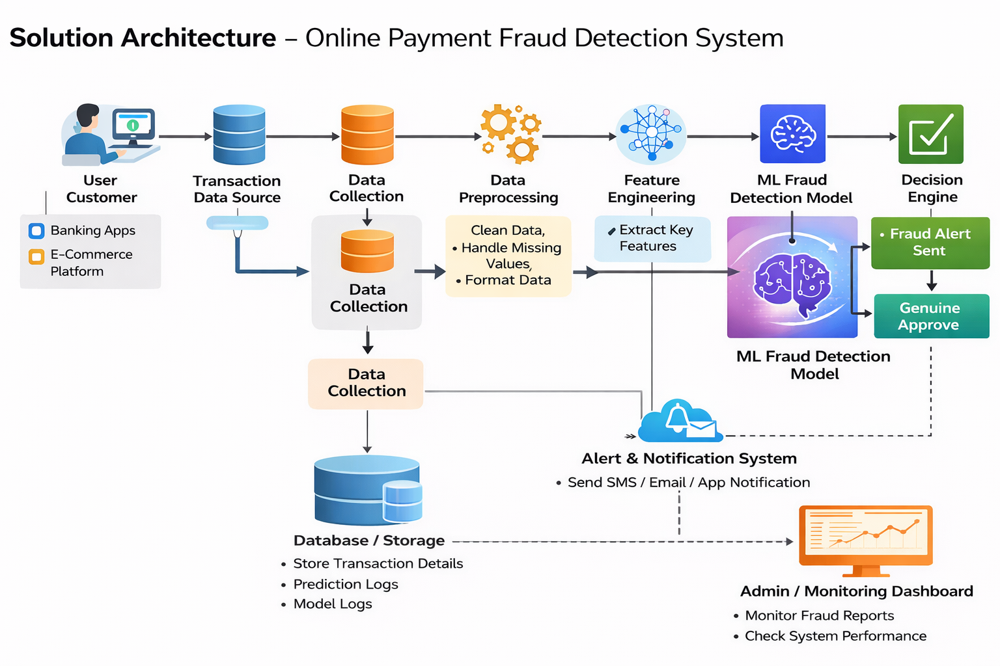 Solution Architecture – Online Payment Fraud Detection System
User
Customer
Transaction
Data Source
Data
Collection
Data
Preprocessing
Feature
Engineering
ML Fraud
Detection Model
Decision
Engine
Banking Apps
E-Commerce
Platform
Data
Collection
Clean Data,
• Handle Missing
Values,
• Format Data
Extract Key
Features
• Fraud Alert
Sent
Genuine
Approve
ML Fraud Detection
Model
Data
Collection
Alert & Notification System
• Send SMS / Email / App Notification
Database / Storage
• Store Transaction Details
• Prediction Logs
• Model Logs
Admin / Monitoring Dashboard
• Monitor Fraud Reports
• Check System Performance